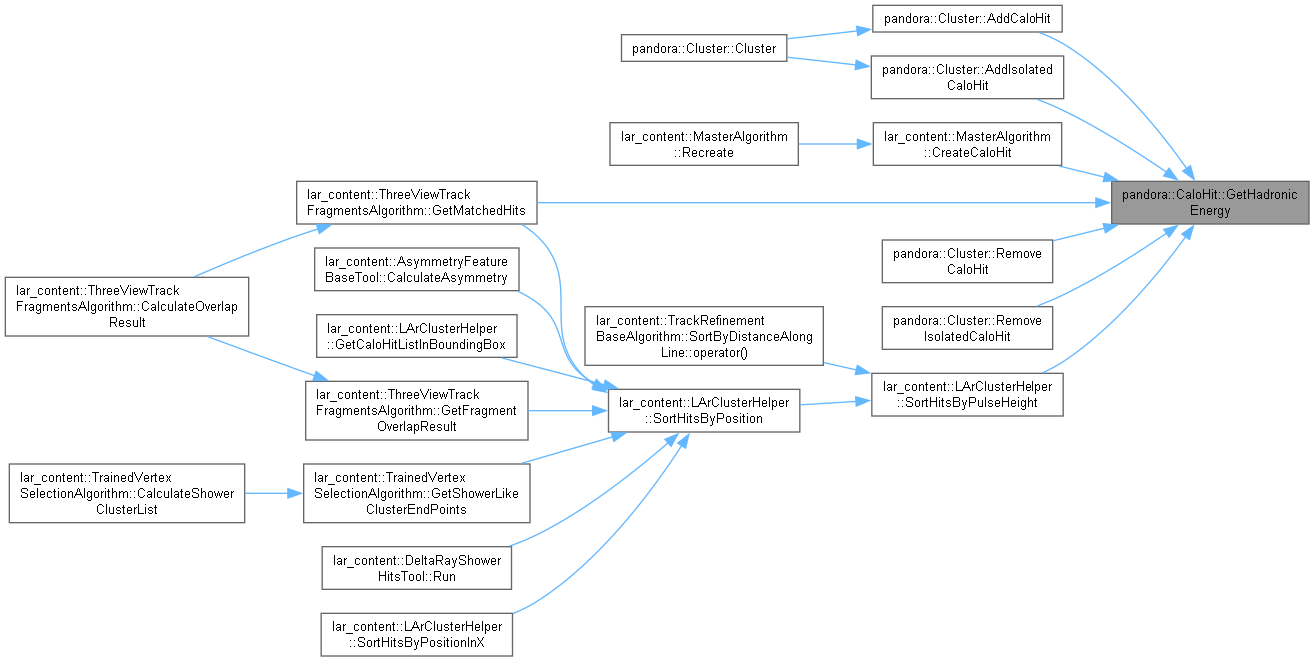 pandora::Cluster::AddCaloHit
pandora::Cluster::Cluster
pandora::Cluster::AddIsolated
CaloHit
lar_content::MasterAlgorithm
::Recreate
lar_content::MasterAlgorithm
::CreateCaloHit
pandora::CaloHit::GetHadronic
Energy
lar_content::ThreeViewTrack
FragmentsAlgorithm::GetMatchedHits
pandora::Cluster::Remove
CaloHit
lar_content::AsymmetryFeature
BaseTool::CalculateAsymmetry
lar_content::ThreeViewTrack
FragmentsAlgorithm::CalculateOverlap
Result
pandora::Cluster::Remove
IsolatedCaloHit
lar_content::TrackRefinement
BaseAlgorithm::SortByDistanceAlong
Line::operator()
lar_content::LArClusterHelper
::GetCaloHitListInBoundingBox
lar_content::LArClusterHelper
::SortHitsByPulseHeight
lar_content::ThreeViewTrack
FragmentsAlgorithm::GetFragment
OverlapResult
lar_content::LArClusterHelper
::SortHitsByPosition
lar_content::TrainedVertex
SelectionAlgorithm::CalculateShower
ClusterList
lar_content::TrainedVertex
SelectionAlgorithm::GetShowerLike
ClusterEndPoints
lar_content::DeltaRayShower
HitsTool::Run
lar_content::LArClusterHelper
::SortHitsByPositionInX